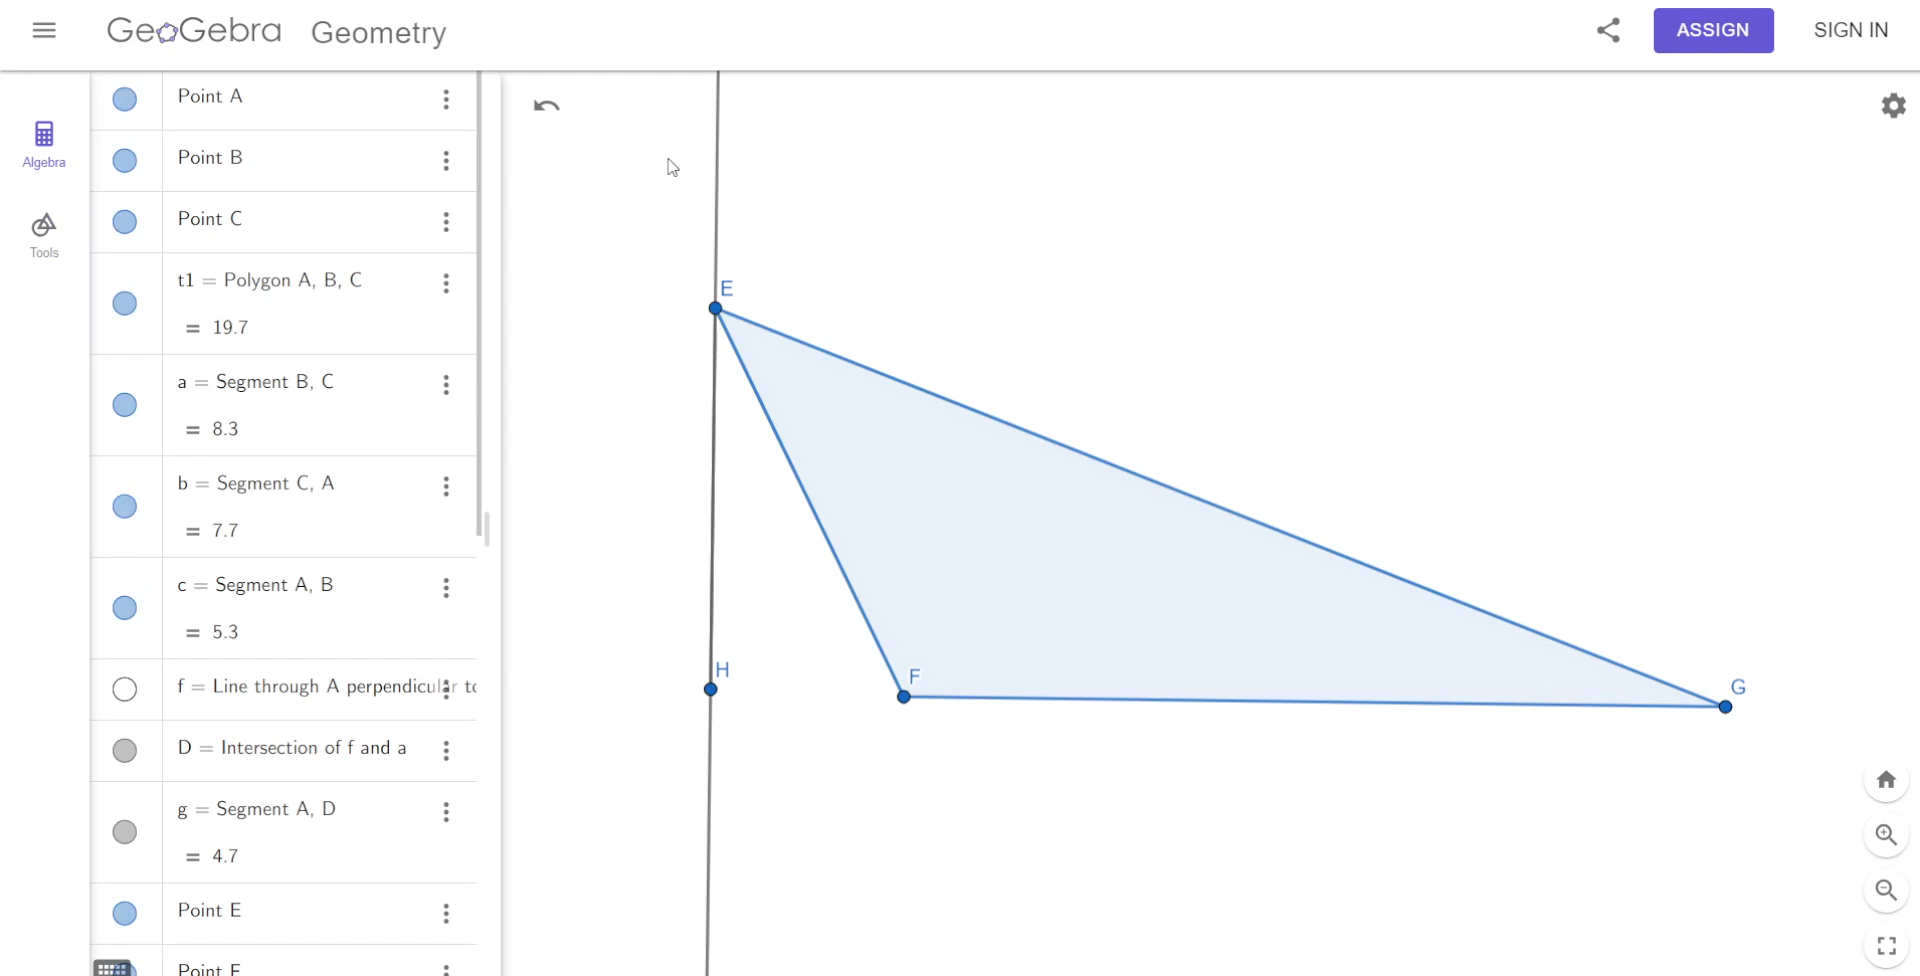 GeoGebra Geometry
ASSIGN
SIGN IN
Algebra
Tools
Point A
Point B
Point C
t1 = Polygon A, B, C
= 19.7
a = Segment B, C
= 8.3
b = Segment C, A
= 7.7
c = Segment A, B
= 5.3
f = Line through A perpendicular to
D = Intersection of f and a
g = Segment A, D
= 4.7
Point E
E
H
F
G